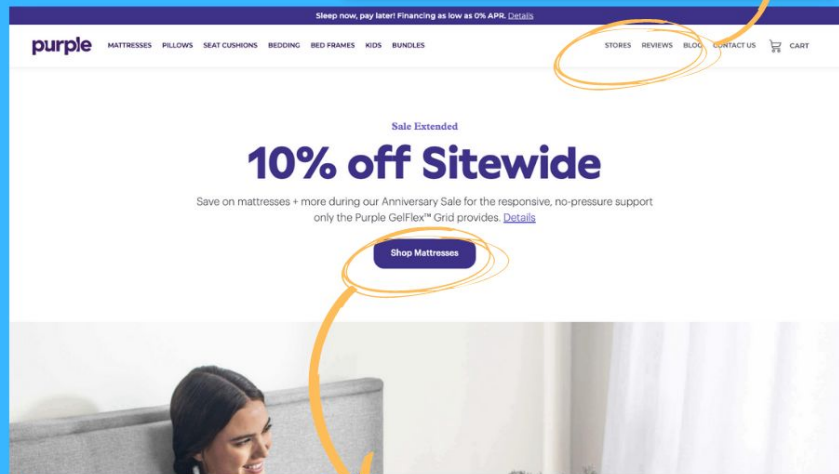 Sleep now, pay later! Financing as low as 0% APR. Details
purple MATTRESSES PILLOWS SEAT CUSHIONS BEDDING BED FRAMES KIDS BUNDLES STORES REVIEWS BLOG CONTACT US CART
Sale Extended
10% off Sitewide
Save on mattresses + more during our Anniversary Sale for the responsive, no-pressure support
only the Purple GelFlex™ Grid provides. Details
Shop Mattresses